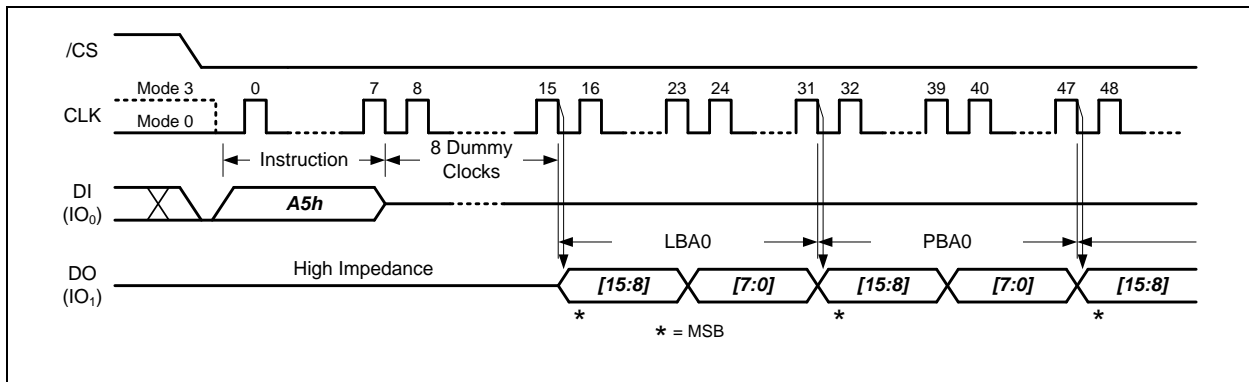 /CS
Mode 3 0 7 8 15 16 23 24 31 32 39 40 47 48
CLK
Mode 0
Instruction 8 Dummy Clocks
DI (IO₀)
A5h
LBA0 PBA0
DO (IO₁)
High Impedance [15:8] [7:0] [15:8] [7:0] [15:8]
* * *
* = MSB